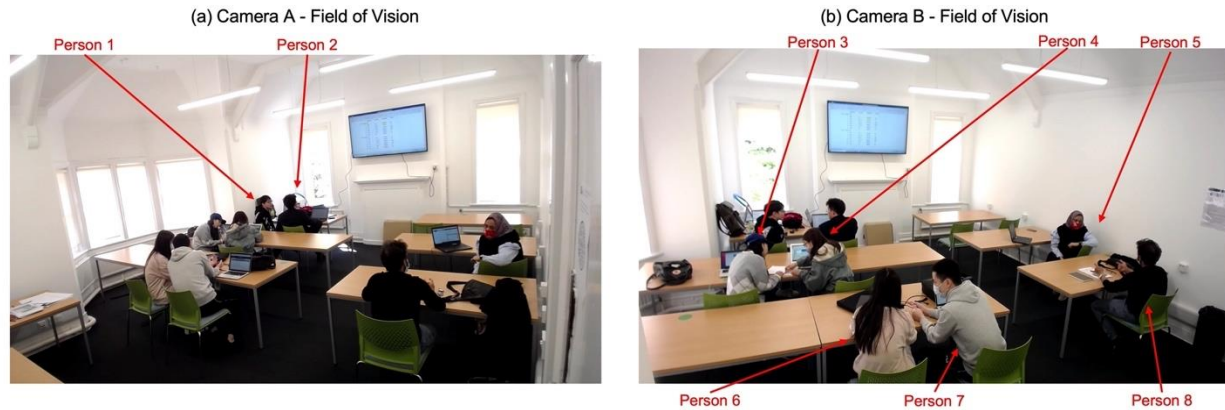 (a) Camera A - Field of Vision
(b) Camera B - Field of Vision
Person 1
Person 2
Person 3
Person 4
Person 5
Person 6
Person 7
Person 8